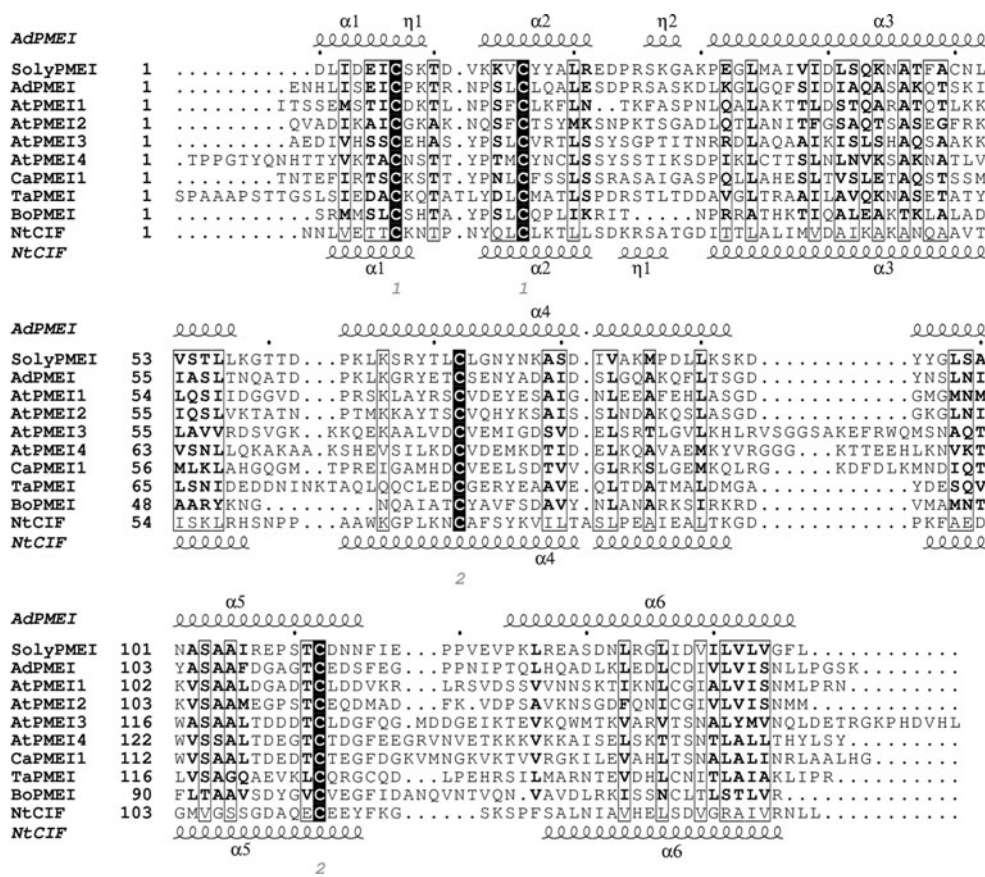 α1 η1 α2 η2 α3
AdPMEI
SolyPMEI 1 ...........DLIDEICSKTD.VKKVCYYALREDPRSKGAKPEGLMAIVIDLSQKNATFACNL
AdPMEI 1 .........ENHLISEICPKTR.NPSLCLQALESDPRSASKDLKGLGQFSIDIAQASAKQTSKI
AtPMEI1 1 ........ITSSEMSTICDKTL.NPSFCLKFLN..TKFASPNLQALAKTTLDSTQARATQTLKK
AtPMEI2 1 .........QVADIKAICGKAK.NQSFCTSYMKSNPKTSGADLQTLANITFGSAQTSASEGFRK
AtPMEI3 1 .........AEDIVHSSCEHAS.YPSLCVRTLSSYSGPTITNRRDLAQAAIKISLSHAQSAAKK
AtPMEI4 1 .TPPGTYQNHTTYVKTACNSTT.YPTMCYNCLSSYSSTIKSDPIKLCTTSLNLNVKSAKNATLV
CaPMEI1 1 ........TNTEFIRTSCKSTT.YPNLCFSSLSSRASAIGASPQLLAHESLTVSLETAQSTSSM
TaPMEI 1 SPAAAPSTTGSLSIEDACKQTATLYDLCMATLSSDRSTLTDDAVGLTRAAILAVQKNASETATY
BoPMEI 1 .........SRMMSLCSHTA.YPSLCQPLIKRIT....NPRRATHKTIQALEAKTKLALAD
NtCIF 1 .........NNLVETTCKNTP.NYQLCLKTLLSDKRSATGDITTLALIMVDAIKAKANQAAVT
NtCIF
α1 α2 η1 α3
1 1
α4
AdPMEI
SolyPMEI 53 VSTLLKGTTD...PKLKSRYTLCLGNYNKASD.IVAKMPDLLKSKD..............YYGLSA
AdPMEI 55 IASLTNQATD...PKLKGRYETCSENYADAID.SLGQAKQFLTSGD..............YNSLNI
AtPMEI1 54 LQSIIDGGVD...PRSKLAYRSCVDEYESAIG.NLEEAFEHLASGD..............GMGMNM
AtPMEI2 55 IQSLVKTATN...PTMKKAYTSCVQHYKSAIS.SLNDAKQSLASGD..............GKGLNI
AtPMEI3 55 LAVVRDSVGK..KKQEKAALVDCVEMIGDSVD.ELSRTLGVLKHLRVSGGSAKEFRWQMSNAQT
AtPMEI4 63 VSNLLQKAKAA.KSHEVSILKDCVDEMKDTID.ELKQAVAEMKYVRGGG....KTTEEHLKNVKT
CaPMEI1 56 MLKLAHGQGM..TPREIGAMHDCVEELSDTVV.GLRKSLGEMKQLRG....KDFDLKMNDIQT
TaPMEI 65 LSNIDEDDNINKTAQLQQCLEDCGERYEAAVE.QLTDATMALDMGA..............YDESQV
BoPMEI 48 AARYKNG.......NQAIATCYAVFSDAVY.NLANARKSIRKRD..............VMAMNT
NtCIF 54 ISKLRHSNPP...AAWKGPLKNCAFSYKVILTASLPEAIEALTKGD..............PKFAED
NtCIF
α4
2
α5 α6
AdPMEI
SolyPMEI 101 NASAAIREPSTCDNNFIE...PPVEVPKLREASDNLRGLIDVILVLVGFL...............
AdPMEI 103 YASAAFDGAGTCEDSFEG...PPNIPTQLHQADLKLEDLCDIVLVISNLLPGSK...........
AtPMEI1 102 KVSAALDGADTCLDDVKR...LRSVDSSVVNNSKTIKNLCGIALVISNMLPRN............
AtPMEI2 103 KVSAAMEGPSTCEQDMAD...FK.VDPSAVKNSGDFQNICGIVLVISNMM...............
AtPMEI3 116 WASAALTDDDTCLDGFQG.MDDGEIKTEVKQWMTKVARVTSNALYMVNQLDETRGKPHDVHL
AtPMEI4 122 WVSSALTDEGTCTDGFEEGRVNVETKKKVKKAISELSKTTSNTLALLTHYLSY............
CaPMEI1 112 WVSAALTDEDTCTEGFDGKVMNGKVKTVVRGKILEVAHLTSNALALINRLAALHG..........
TaPMEI 116 LVSAGQAEVKLCQRGCQD...LPEHRSILMARNTEVDHLCNITLAIAKLIPR.............
BoPMEI 90 FLTAAVSDYGVCVEGFIDANQVNTVQN.VAVDLRKISSNCLTLSTLVR.................
NtCIF 103 GMVGSSGDAQECEEYFKG......SKSPFSALNIAVHELSDVGRAIVRNLL..............
NtCIF
α5 α6
2